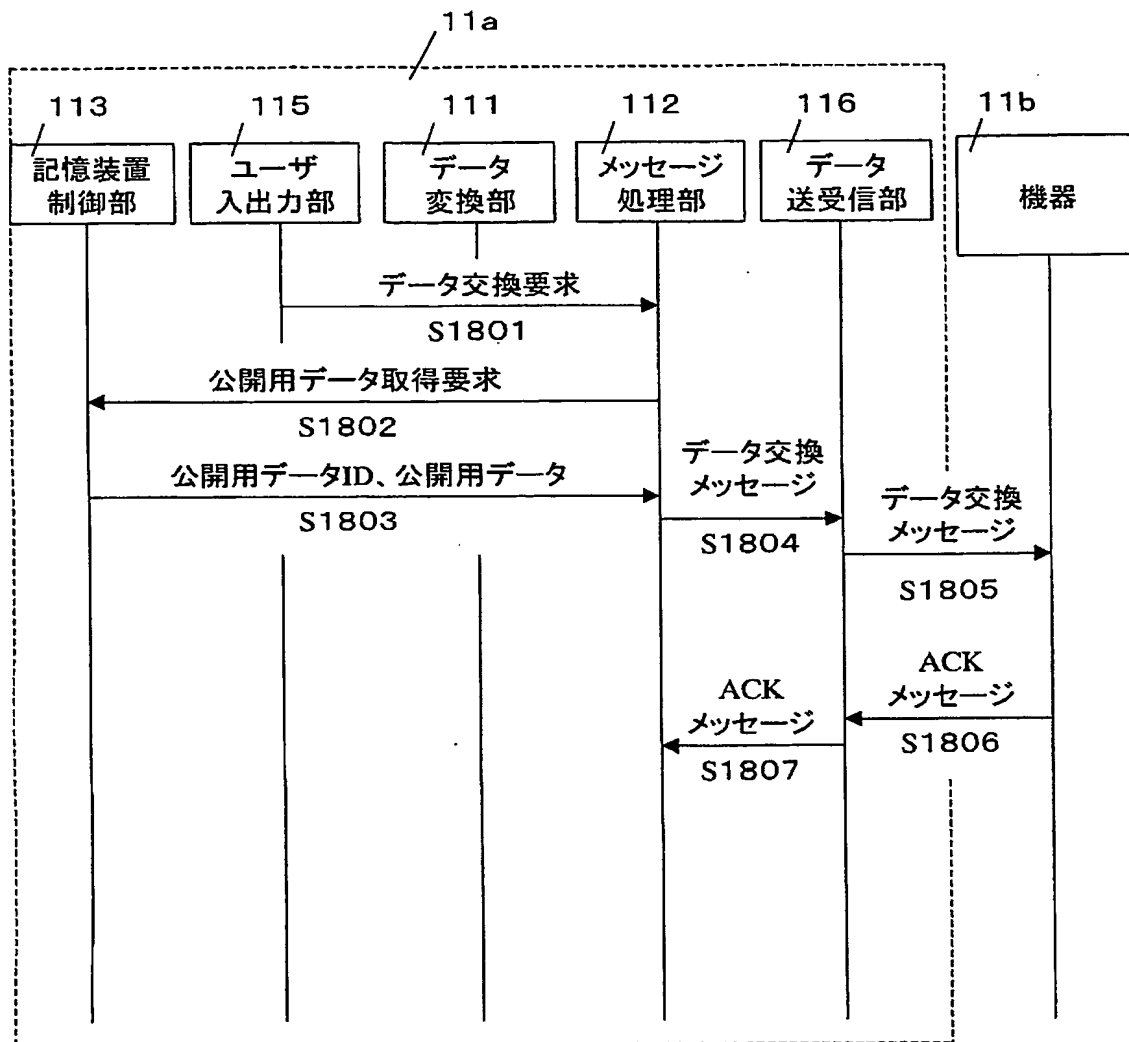 11a
113
115
111
112
116
11b
記憶装置
制御部
ユーザ
入出力部
データ
変換部
メッセージ
処理部
データ
送受信部
機器
データ交換要求
S1801
公開用データ取得要求
S1802
公開用データID、公開用データ
S1803
データ交換
メッセージ
S1804
データ交換
メッセージ
S1805
ACK
メッセージ
S1806
ACK
メッセージ
S1807